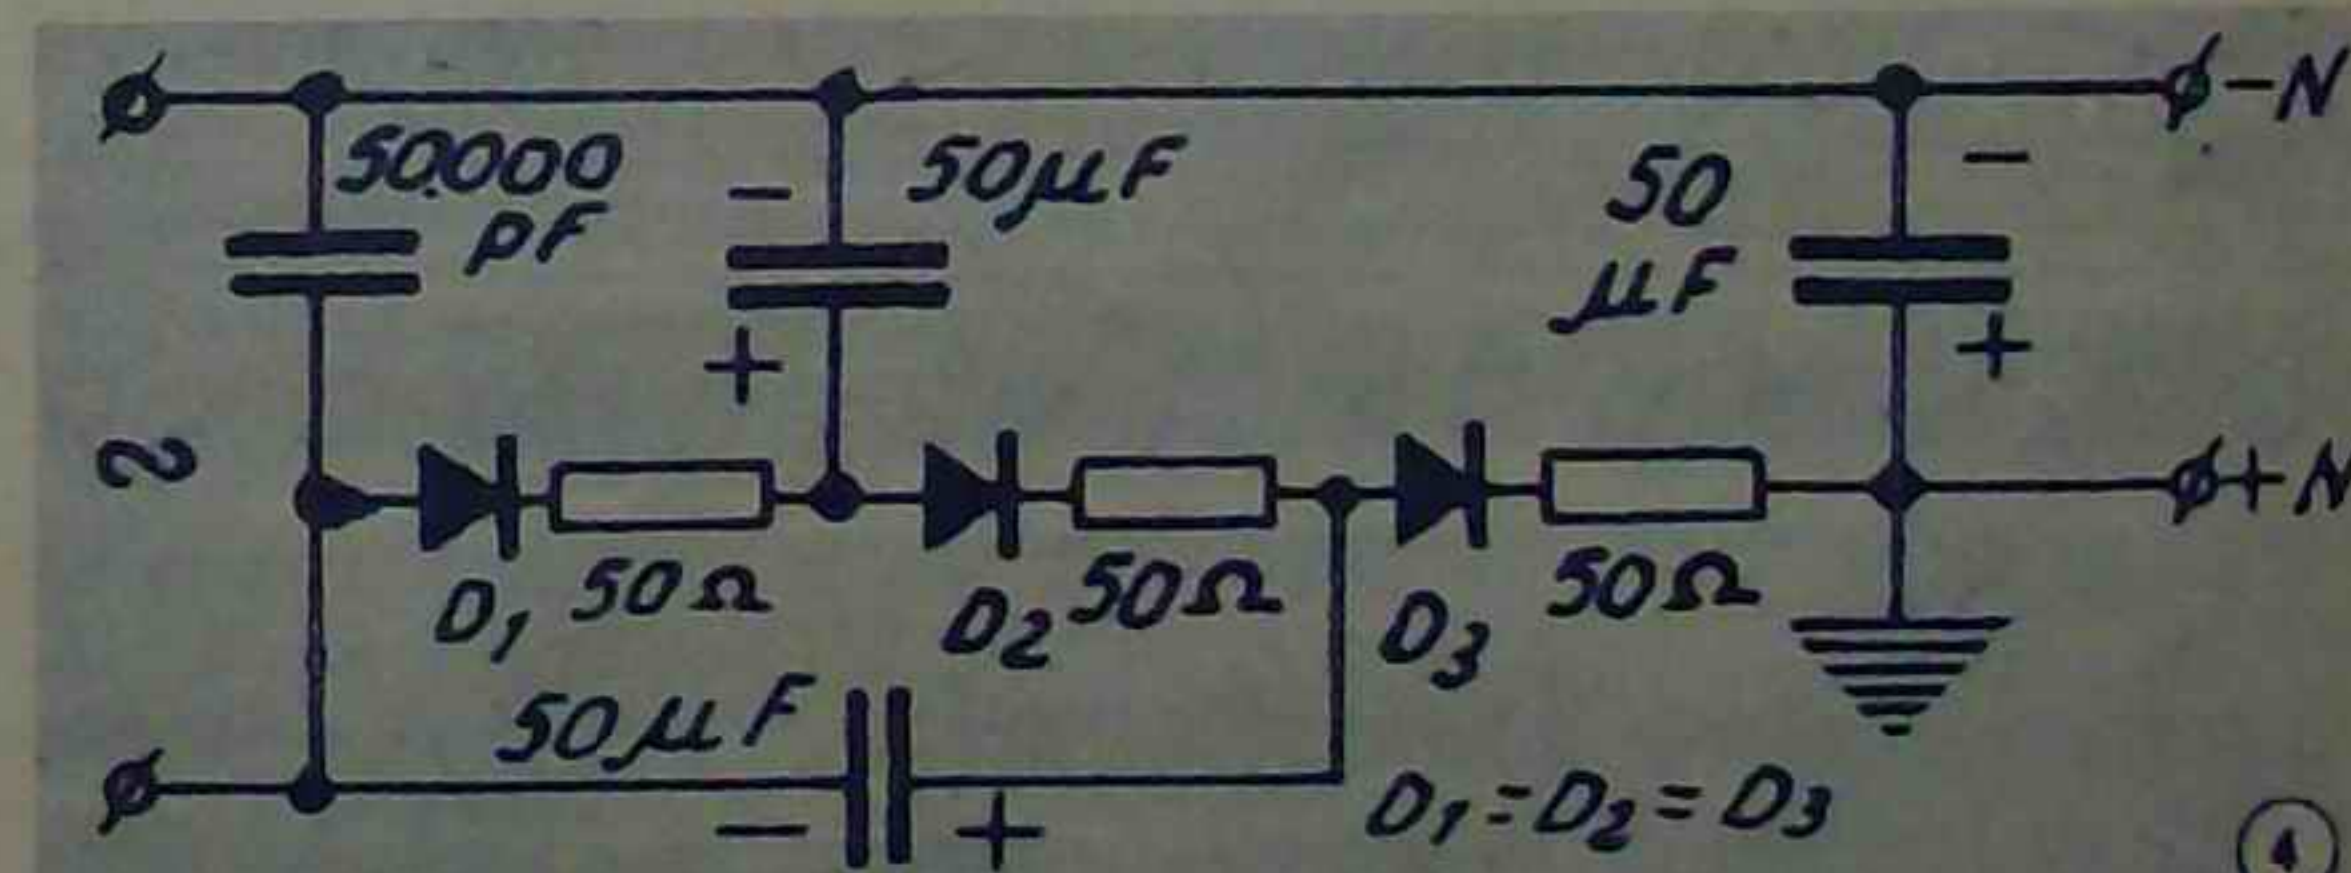 -N
50.000
pF
-
50µF
50
µF
-
+
+
∿
+N
D1
50Ω
D2
50Ω
D3
50Ω
50µF
-
+
D1=D2=D3
4